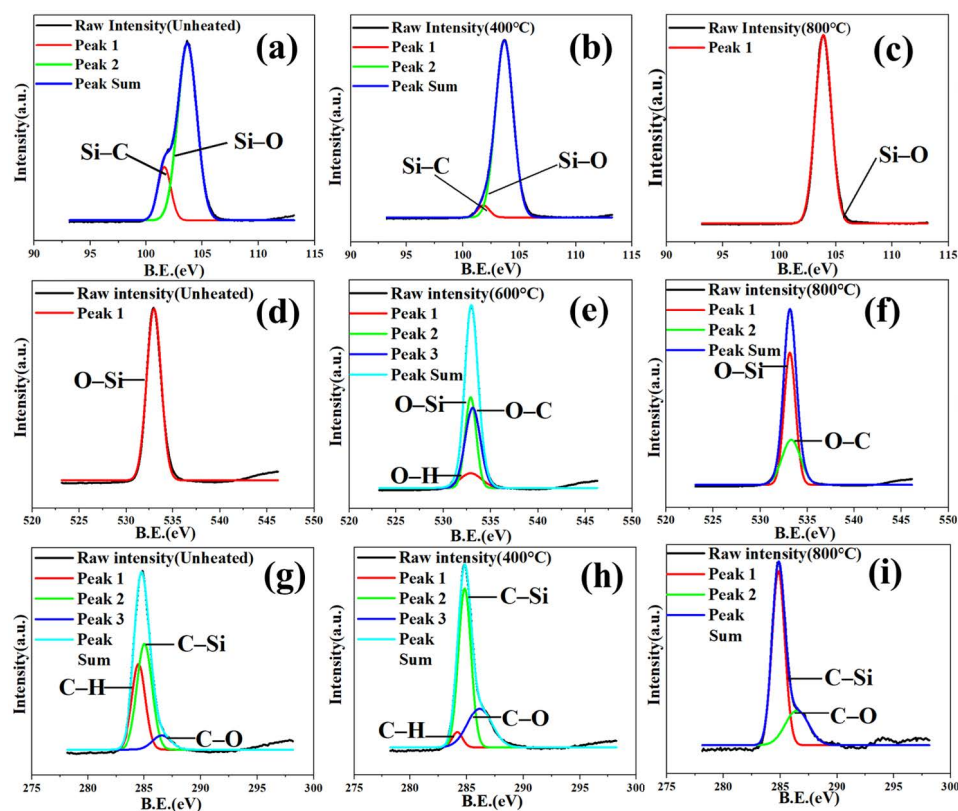 Raw Intensity(Unheated)
Peak 1
Peak 2
Peak Sum
(a)
Si–C
Si–O
Intensity(a.u.)
90 95 100 105 110 115
B.E.(eV)
Raw Intensity(400°C)
Peak 1
Peak 2
Peak Sum
(b)
Si–C
Si–O
Intensity(a.u.)
90 95 100 105 110 115
B.E.(eV)
Raw Intensity(800°C)
Peak 1
(c)
Si–O
Intensity(a.u.)
90 95 100 105 110 115
B.E.(eV)
Raw intensity(Unheated)
Peak 1
(d)
O–Si
Intensity(a.u.)
520 525 530 535 540 545 550
B.E.(eV)
Raw intensity(600°C)
Peak 1
Peak 2
Peak 3
Peak Sum
(e)
O–Si
O–C
O–H
Intensity(a.u.)
520 525 530 535 540 545 550
B.E.(eV)
Raw intensity(800°C)
Peak 1
Peak 2
Peak Sum
(f)
O–Si
O–C
Intensity(a.u.)
520 525 530 535 540 545 550
B.E.(eV)
Raw intensity(Unheated)
Peak 1
Peak 2
Peak 3
Peak
Sum
(g)
C–Si
C–H
C–O
Intensity(a.u.)
275 280 285 290 295 300
B.E.(eV)
Raw intensity(400°C)
Peak 1
Peak 2
Peak 3
Peak
Sum
(h)
C–Si
C–O
C–H
Intensity(a.u.)
275 280 285 290 295 300
B.E.(eV)
Raw intensity(800°C)
Peak 1
Peak 2
Peak
Sum
(i)
C–Si
C–O
Intensity(a.u.)
275 280 285 290 295 300
B.E.(eV)